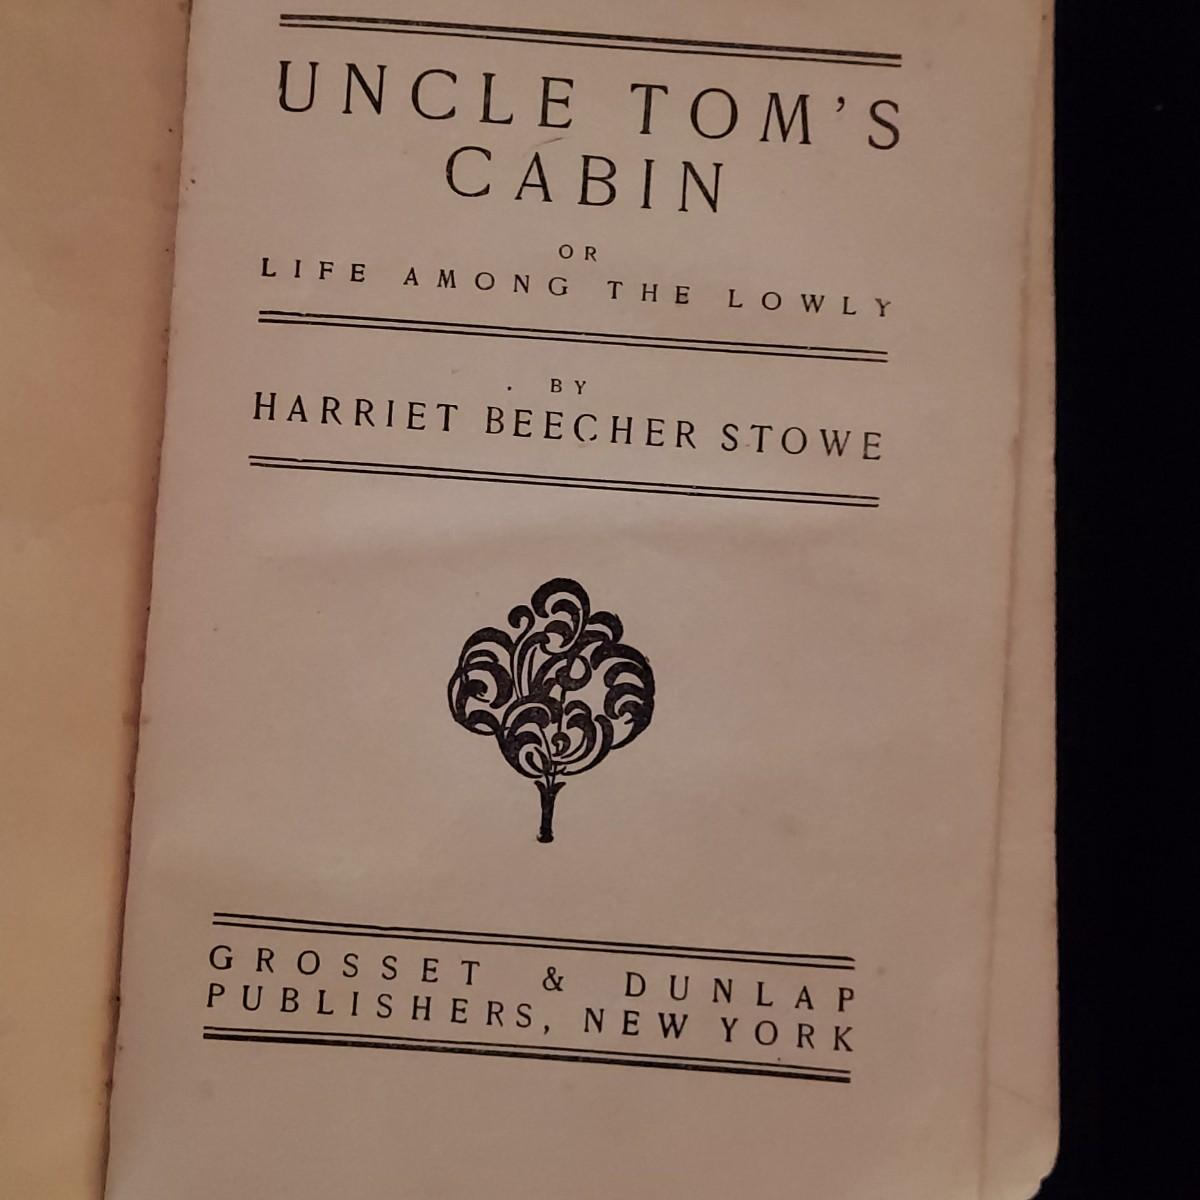 UNCLE TOM'S
CABIN
OR
LIFE AMONG THE LOWLY
BY
HARRIET BEECHER STOWE
GROSSET & DUNLAP
PUBLISHERS, NEW YORK